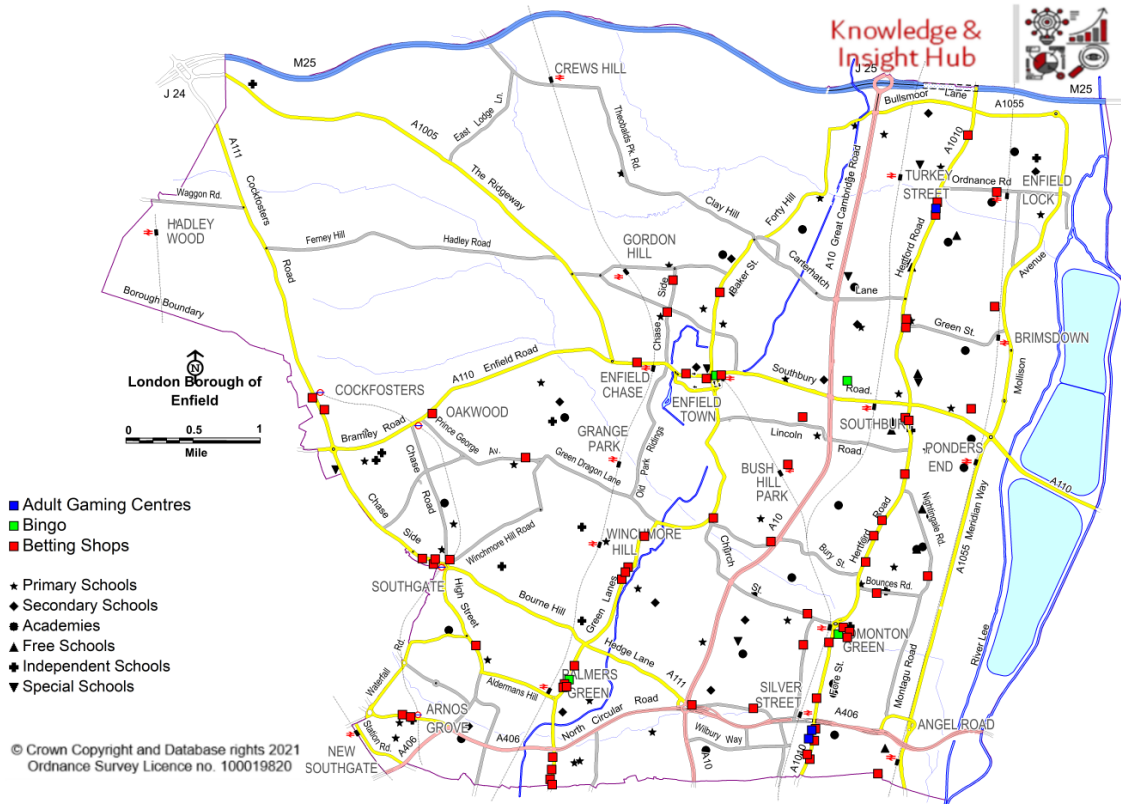 Knowledge &
Insight Hub
M25
J 24
CREWS HILL
J 25
M25
Bullsmoor Lane
A1055
A1005
East Lodge Ln.
Theobalds Pk. Rd.
A111
Cockfosters
Road
The Ridgeway
A10 Great Cambridge Road
A1010
TURKEY
STREET
Ordnance Rd
ENFIELD
LOCK
Waggon Rd.
HADLEY
WOOD
Clay Hill
Forty Hill
Ferney Hill
Hadley Road
GORDON
HILL
Baker St.
Carterhatch
Lane
Hertford Road
Avenue
Borough Boundary
Chase
Side
Green St.
BRIMSDOWN
London Borough of
Enfield
0 0.5 1
Mile
COCKFOSTERS
A110
Enfield Road
ENFIELD
CHASE
ENFIELD
TOWN
Southbury
Road.
Mollison
OAKWOOD
Bramley Road
Prince George
Av.
GRANGE
PARK
Green Dragon Lane
Old Park Ridings
Lincoln
Road.
SOUTHBURY
PONDERS
END
A110
Chase
Road
Chase
Side
BUSH
HILL
PARK
Nightingale Rd.
A1055 Meridian Way
Adult Gaming Centres
Bingo
Betting Shops
Winchmore Hill Road
WINCHMORE
HILL
A10
Church
St.
Bury St.
Hertford Road
Bounces Rd.
Primary Schools
Secondary Schools
Academies
Free Schools
Independent Schools
Special Schools
SOUTHGATE
High Street
Bourne Hill
Green Lanes
Hedge Lane
A111
EDMONTON
GREEN
Montagu Road
River Lee
Waterfall
Rd.
Aldermans Hill
PALMERS
GREEN
SILVER
STREET
Fore St.
ARNOS
GROVE
Station Rd.
A406
A406
North Circular Road
Wilbury Way
A10
A1010
A406
ANGEL ROAD
NEW
SOUTHGATE
© Crown Copyright and Database rights 2021
Ordnance Survey Licence no. 100019820